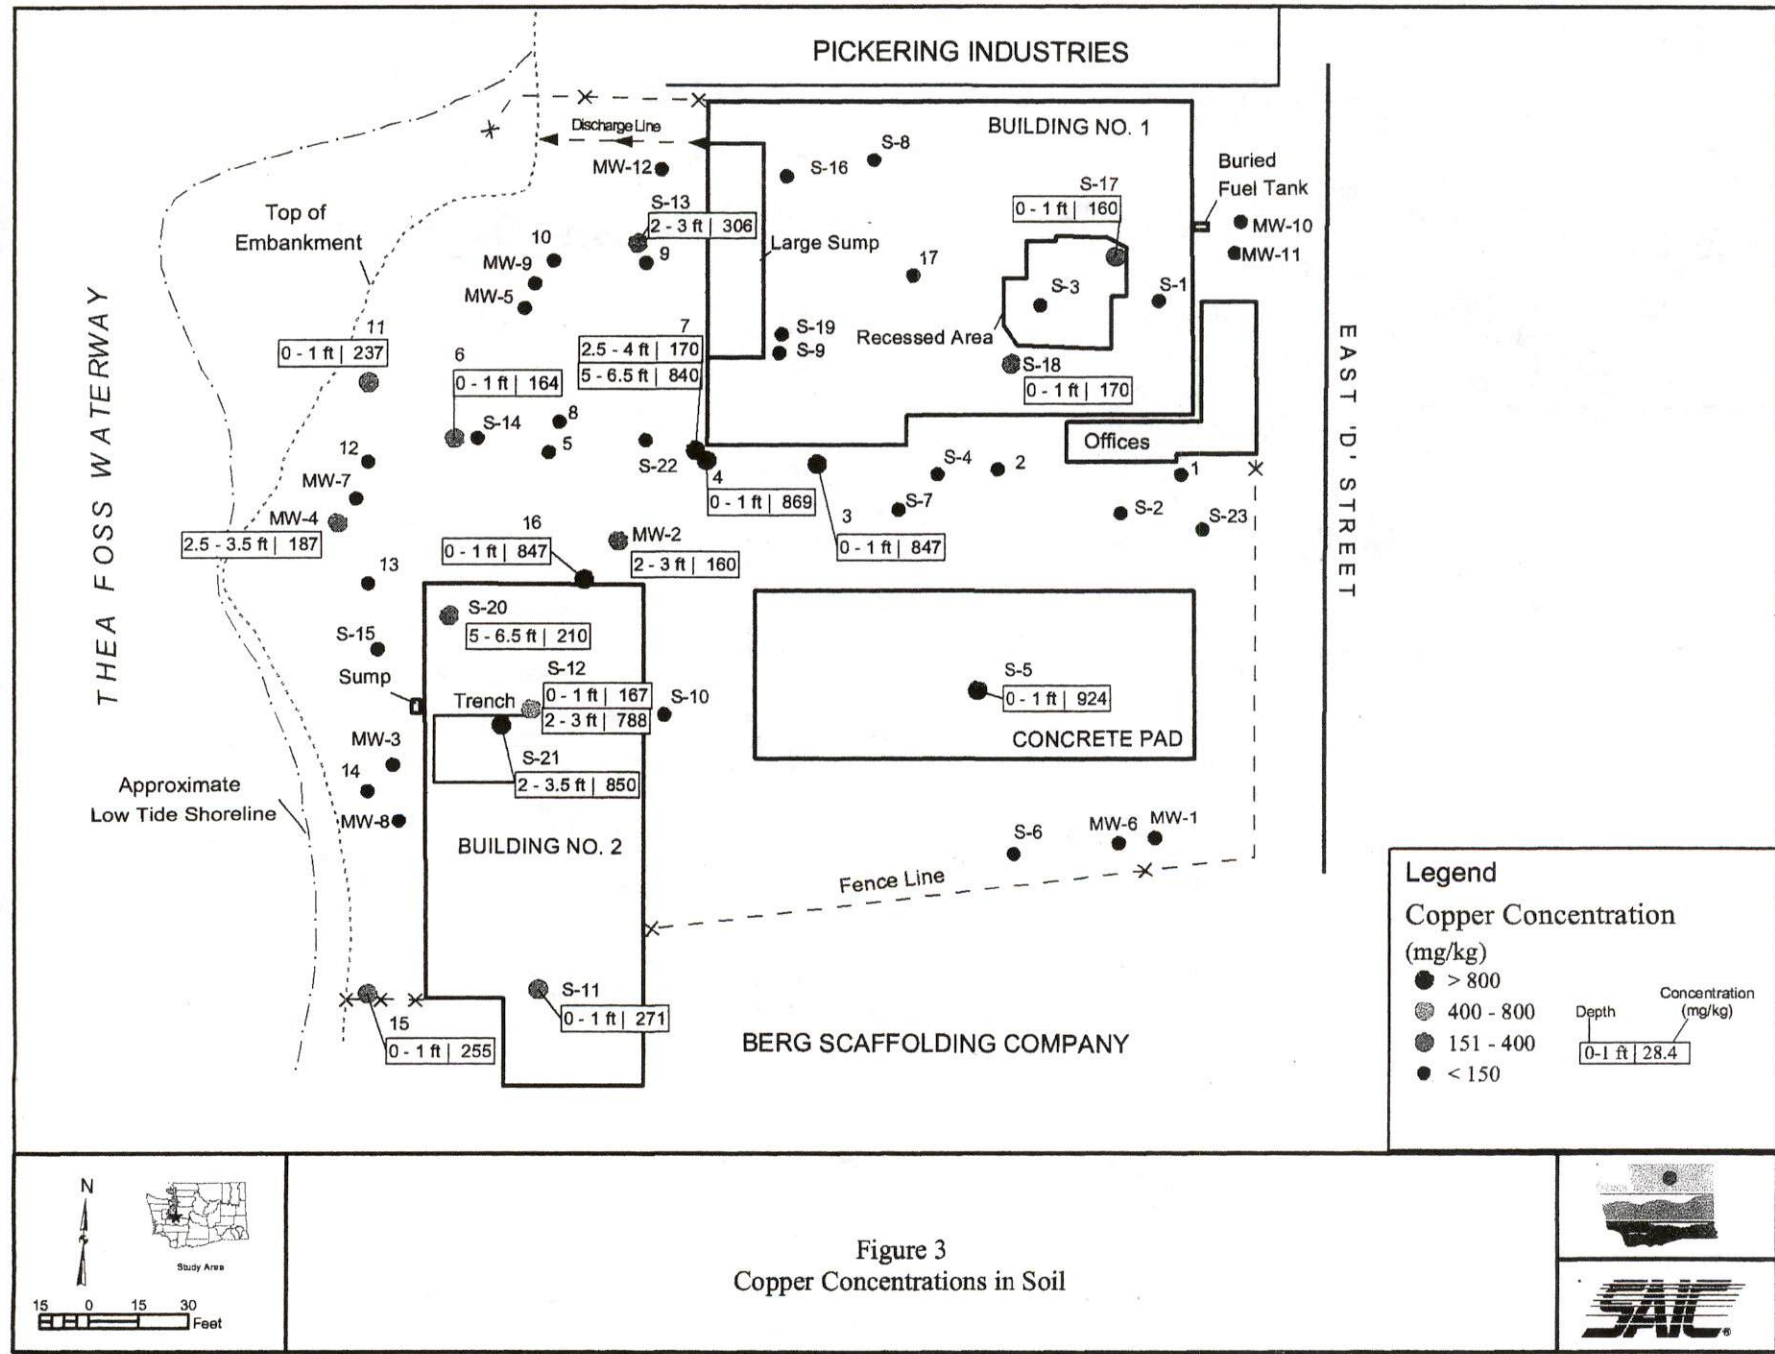 PICKERING INDUSTRIES
BUILDING NO. 1
Discharge Line
MW-12
S-16
S-8
S-17
0 - 1 ft | 160
Buried
Fuel Tank
MW-10
MW-11
S-13
2 - 3 ft | 306
Top of
Embankment
Large Sump
10
9
MW-9
MW-5
17
S-3
S-1
11
0 - 1 ft | 237
6
0 - 1 ft | 164
7
2.5 - 4 ft | 170
5 - 6.5 ft | 840
S-19
S-9
Recessed Area
S-18
0 - 1 ft | 170
THEA FOSS WATERWAY
EAST 'D' STREET
S-14
8
5
S-22
4
0 - 1 ft | 869
S-4
2
Offices
1
12
MW-7
MW-4
2.5 - 3.5 ft | 187
S-7
S-2
S-23
3
0 - 1 ft | 847
16
0 - 1 ft | 847
MW-2
2 - 3 ft | 160
13
S-20
5 - 6.5 ft | 210
S-15
Sump
Trench
S-12
0 - 1 ft | 167
2 - 3 ft | 788
S-10
S-5
0 - 1 ft | 924
CONCRETE PAD
MW-3
14
MW-8
S-21
2 - 3.5 ft | 850
Approximate
Low Tide Shoreline
BUILDING NO. 2
S-6
MW-6
MW-1
Fence Line
S-11
0 - 1 ft | 271
15
0 - 1 ft | 255
BERG SCAFFOLDING COMPANY
Legend
Copper Concentration
(mg/kg)
> 800
400 - 800
151 - 400
< 150
Depth
Concentration
(mg/kg)
0-1 ft | 28.4
N
Study Area
15 0 15 30
Feet
Figure 3
Copper Concentrations in Soil
SAIC®